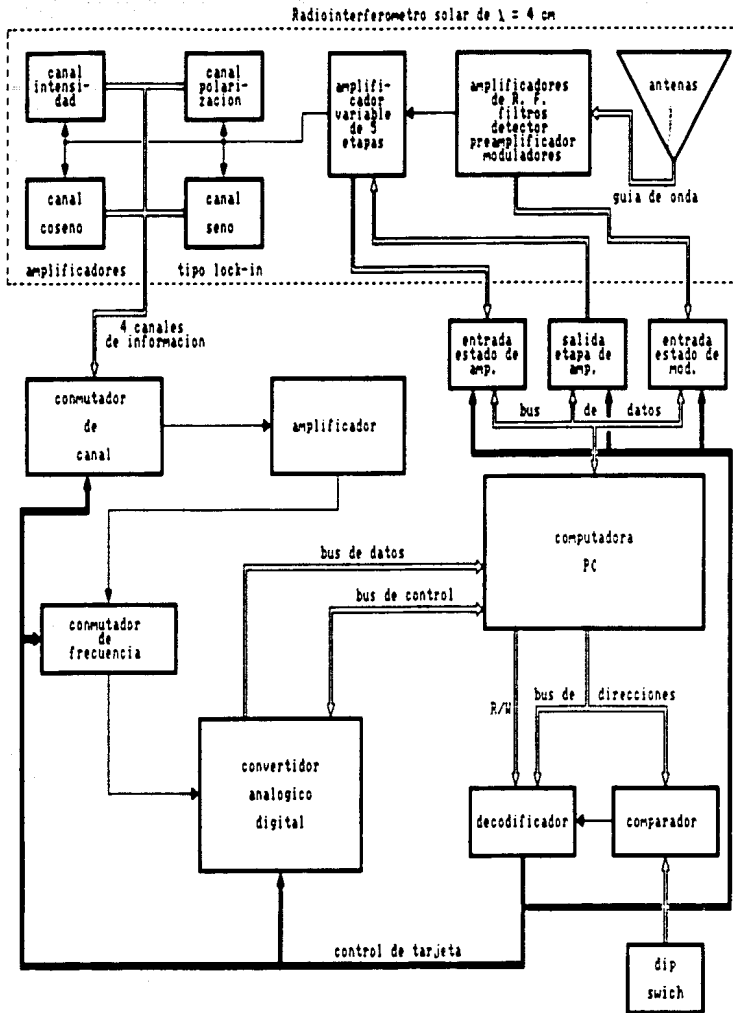 Radiointerferometro solar de λ = 4 cm
canal
intensi-
dad
canal
polari-
zacion
amplifi-
cador
variable
de 5
etapas
amplificadores
de R. F.
filtros
detector
preamplificador
moduladores
antenas
guia de onda
canal
coseno
canal
seno
amplificadores
tipo lock-in
4 canales
de informacion
entrada
estado de
amp.
salida
etapa de
amp.
entrada
estado de
mod.
bus de datos
conmutador
de
canal
amplificador
computadora
PC
bus de datos
bus de control
conmutador
de
frecuencia
R/W
bus de direcciones
convertidor
analogico
digital
decodificador
comparador
control de tarjeta
dip
swich